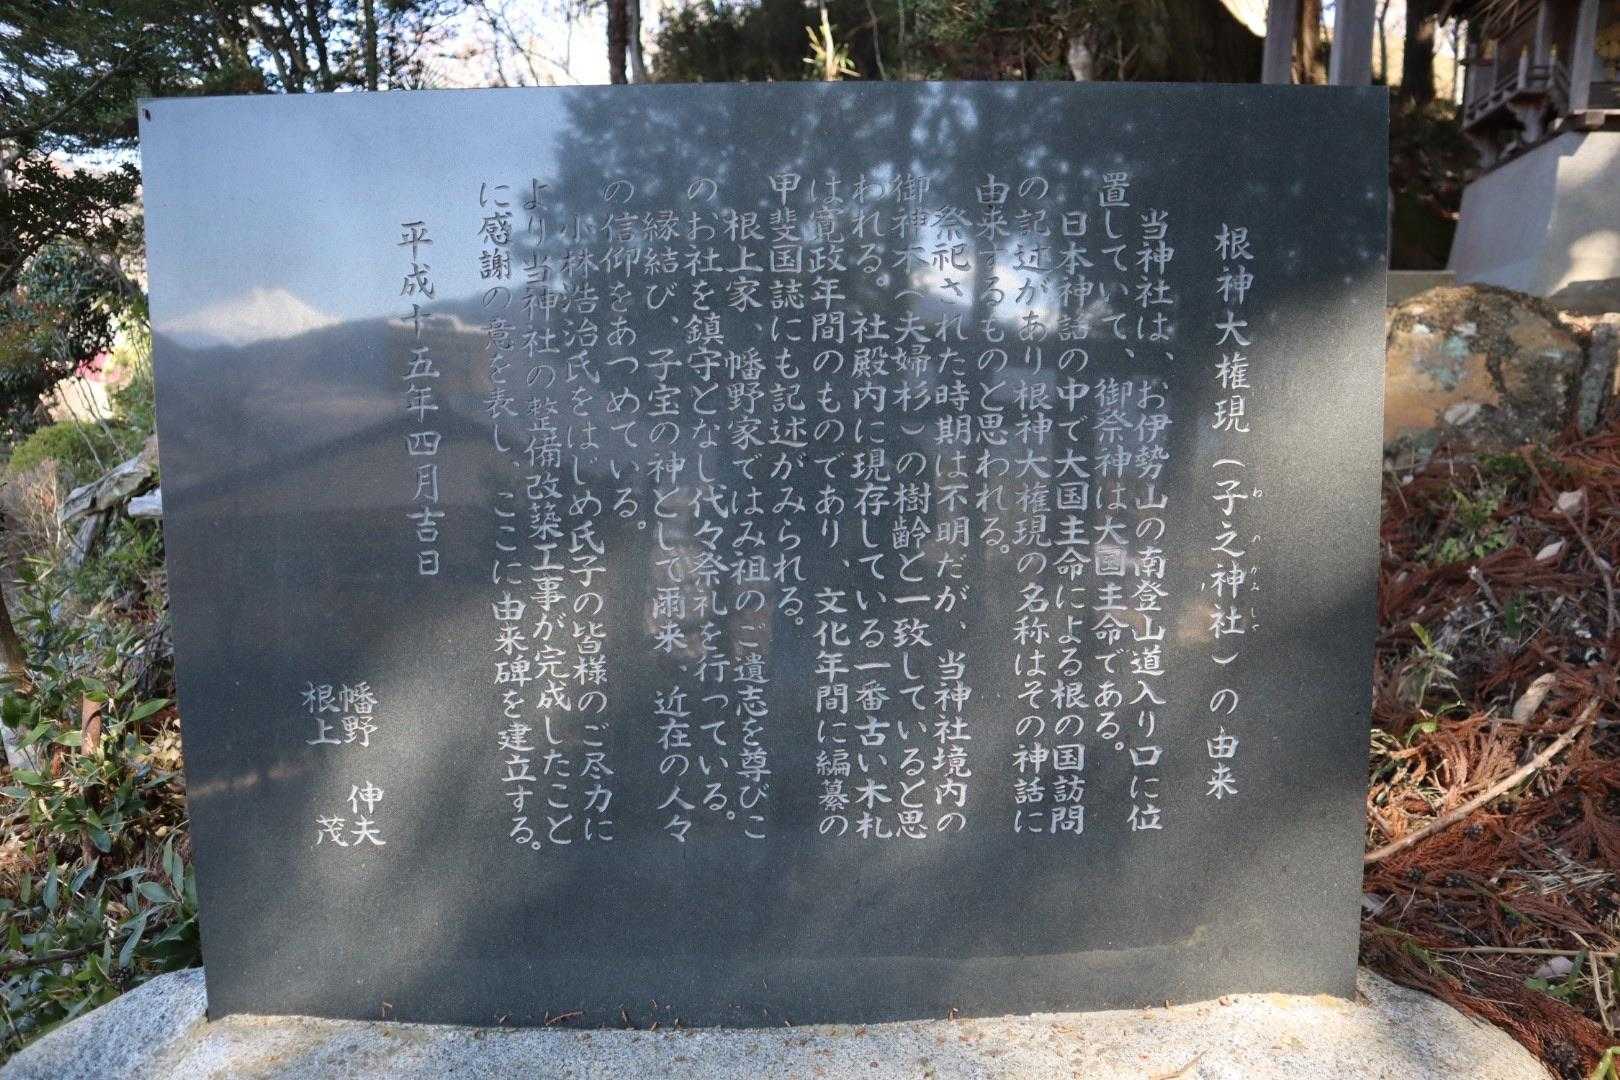 根神大権現（子之神社）の由来
ねのかみしゃ
当神社は、お伊勢山の南登山道入り口に位
置していて、御祭神は大国主命である。
日本神話の中で大国主命による根の国訪問
の記述があり根神大権現の名称はその神話に
由来するものと思われる。
祭祀された時期は不明だが、当神社境内の
御神木（夫婦杉）の樹齢と一致していると思
われる。社殿内に現存している一番古い木札
は寛政年間のものであり、文化年間に編纂の
甲斐国誌にも記述がみられる。
根上家、幡野家ではみ祖のご遺志を尊びこ
のお社を鎮守となし代々祭礼を行っている。
縁結び、子宝の神として爾来、近在の人々
の信仰をあつめている。
小林浩治氏をはじめ氏子の皆様のご尽力に
より当神社の整備改築工事が完成したこと
に感謝の意を表し、ここに由来碑を建立する。
平成十五年四月吉日
幡野　伸夫
根上　茂